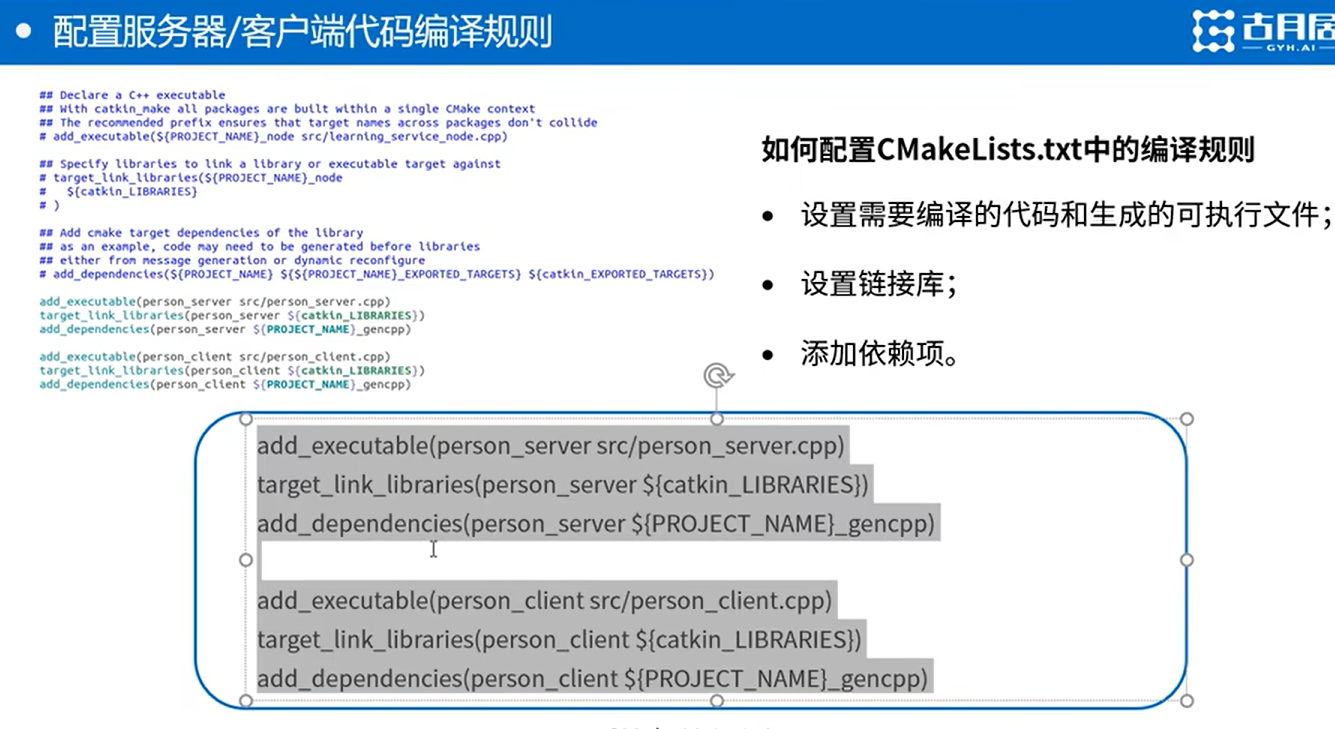 配置服务器/客户端代码编译规则
古月居
GYH.AI
## Declare a C++ executable
## With catkin_make all packages are built within a single CMake context
## The recommended prefix ensures that target names across packages don't collide
# add_executable(${PROJECT_NAME}_node src/learning_service_node.cpp)
## Specify libraries to link a library or executable target against
# target_link_libraries(${PROJECT_NAME}_node
#   ${catkin_LIBRARIES}
# )
## Add cmake target dependencies of the library
## as an example, code may need to be generated before libraries
## either from message generation or dynamic reconfigure
# add_dependencies(${PROJECT_NAME} ${${PROJECT_NAME}_EXPORTED_TARGETS} ${catkin_EXPORTED_TARGETS})
add_executable(person_server src/person_server.cpp)
target_link_libraries(person_server ${catkin_LIBRARIES})
add_dependencies(person_server ${PROJECT_NAME}_gencpp)
add_executable(person_client src/person_client.cpp)
target_link_libraries(person_client ${catkin_LIBRARIES})
add_dependencies(person_client ${PROJECT_NAME}_gencpp)
如何配置CMakeLists.txt中的编译规则
• 设置需要编译的代码和生成的可执行文件;
• 设置链接库;
• 添加依赖项。
add_executable(person_server src/person_server.cpp)
target_link_libraries(person_server ${catkin_LIBRARIES})
add_dependencies(person_server ${PROJECT_NAME}_gencpp)
add_executable(person_client src/person_client.cpp)
target_link_libraries(person_client ${catkin_LIBRARIES})
add_dependencies(person_client ${PROJECT_NAME}_gencpp)